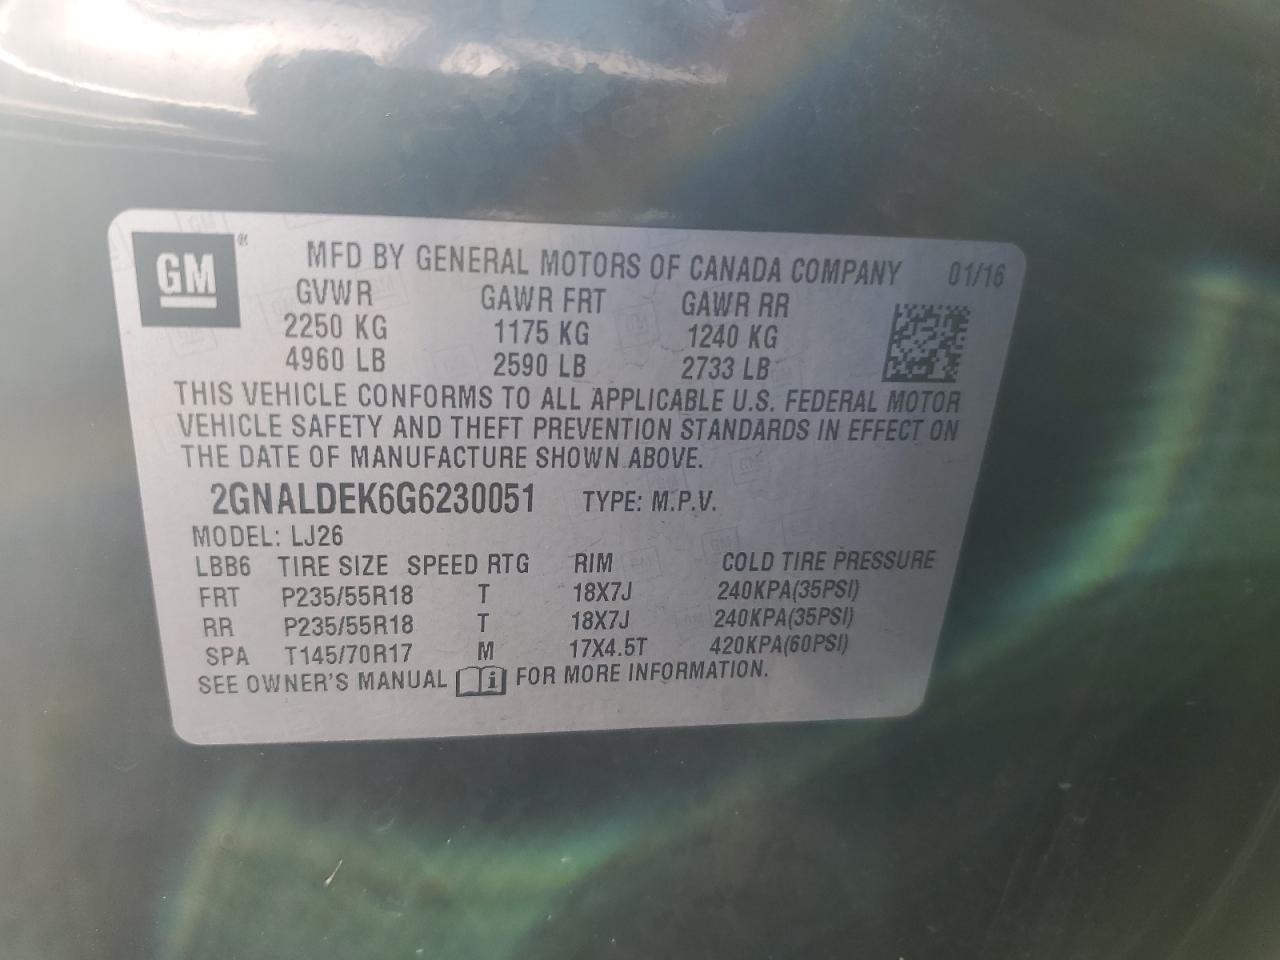 GM ® MFD BY GENERAL MOTORS OF CANADA COMPANY 01/16
GVWR GAWR FRT GAWR RR
2250 KG 1175 KG 1240 KG
4960 LB 2590 LB 2733 LB
THIS VEHICLE CONFORMS TO ALL APPLICABLE U.S. FEDERAL MOTOR
VEHICLE SAFETY AND THEFT PREVENTION STANDARDS IN EFFECT ON
THE DATE OF MANUFACTURE SHOWN ABOVE.
2GNALDEK6G6230051 TYPE: M.P.V.
MODEL: LJ26
LBB6 TIRE SIZE SPEED RTG RIM COLD TIRE PRESSURE
FRT P235/55R18 T 18X7J 240KPA(35PSI)
RR P235/55R18 T 18X7J 240KPA(35PSI)
SPA T145/70R17 M 17X4.5T 420KPA(60PSI)
SEE OWNER'S MANUAL i FOR MORE INFORMATION.